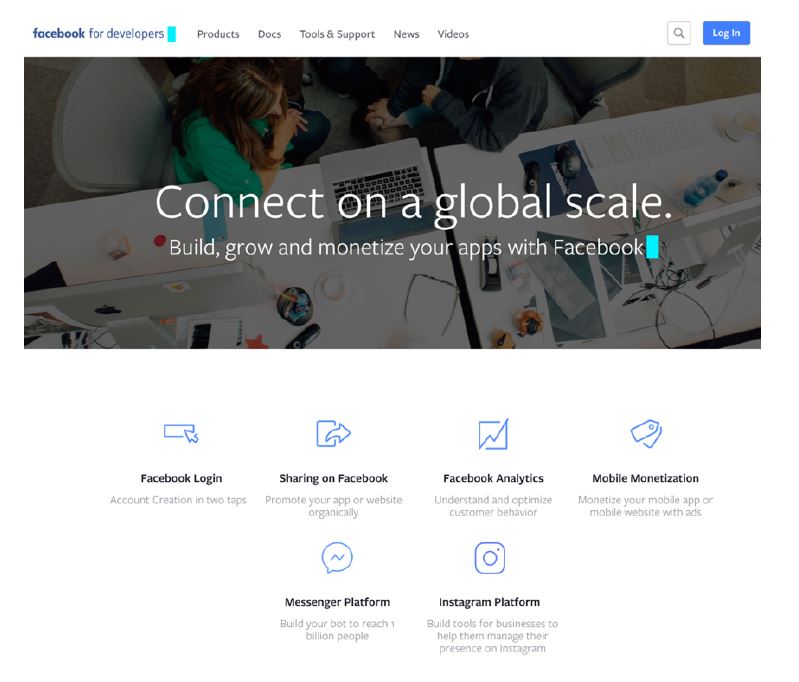 facebook for developers
Products
Docs
Tools & Support
News
Videos
Log In
Connect on a global scale.
Build, grow and monetize your apps with Facebook
Facebook Login
Account Creation in two taps
Sharing on Facebook
Promote your app or website
organically
Facebook Analytics
Understand and optimize
customer behavior
Mobile Monetization
Monetize your mobile app or
mobile website with ads
Messenger Platform
Build your bot to reach 1
billion people
Instagram Platform
Build tools for businesses to
help them manage their
presence on Instagram